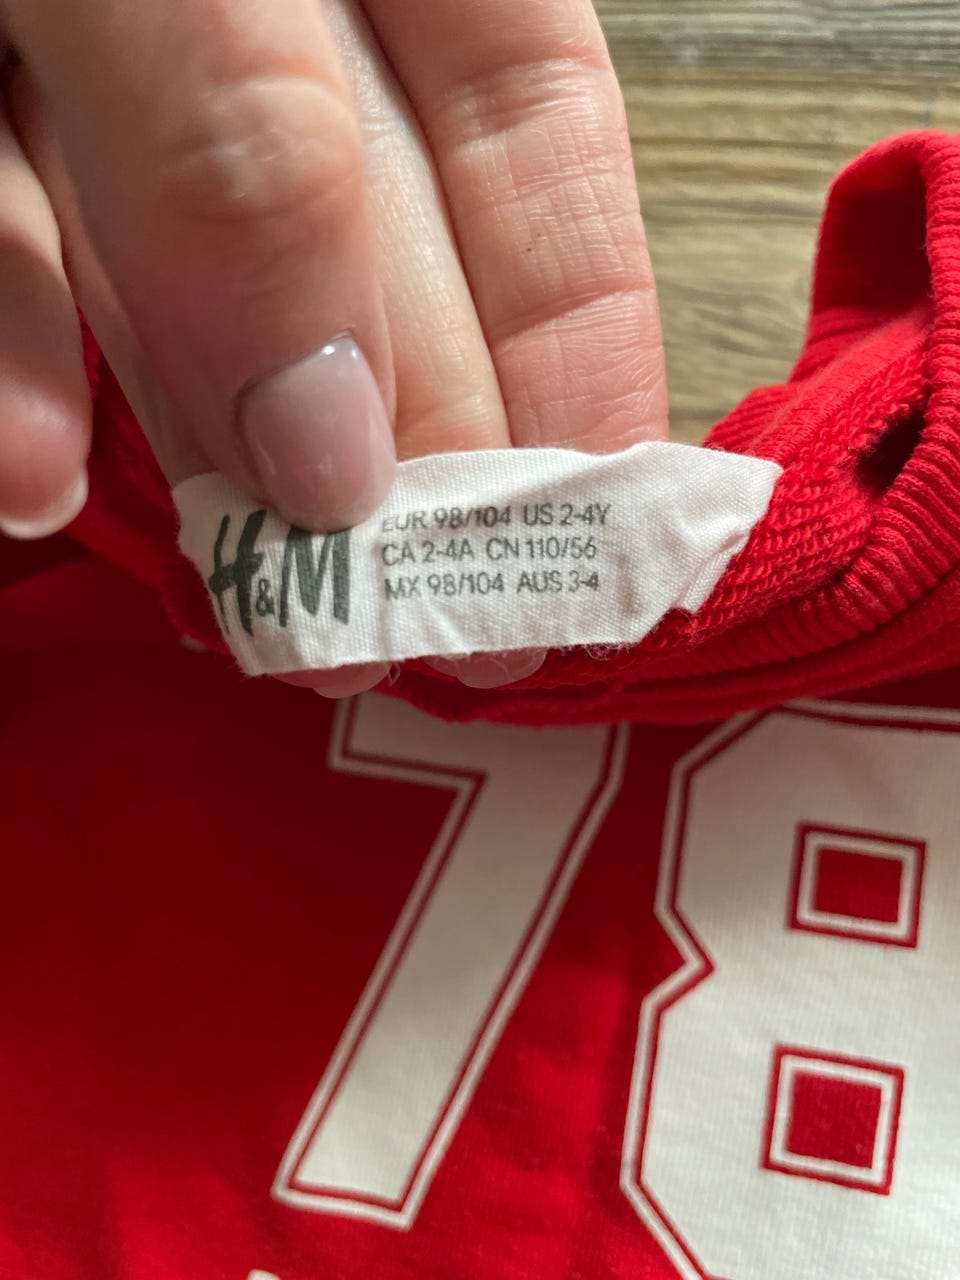 H&M
EUR 98/104 US 2-4Y
CA 2-4A CN 110/56
MX 98/104 AUS 3-4
78